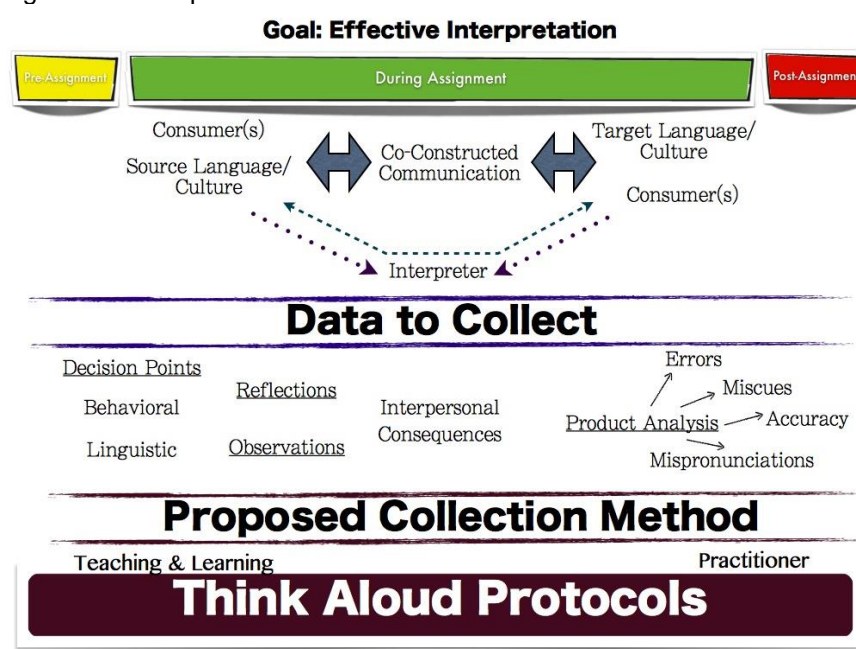 Goal: Effective Interpretation
Pre-Assignment
During Assignment
Post-Assignment
Consumer(s)
Source Language/
Culture
Co-Constructed
Communication
Target Language/
Culture
Consumer(s)
Interpreter
Data to Collect
Decision Points
Behavioral
Linguistic
Reflections
Observations
Interpersonal
Consequences
Product Analysis
Errors
Miscues
Accuracy
Mispronunciations
Proposed Collection Method
Teaching & Learning
Practitioner
Think Aloud Protocols